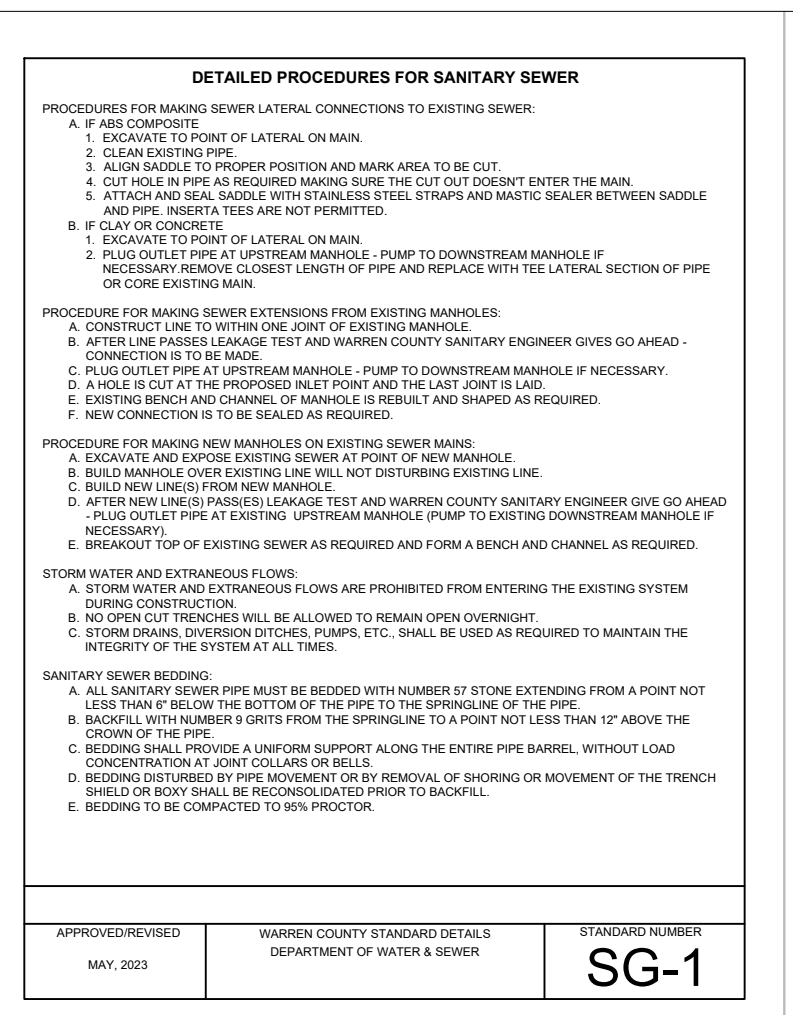 DETAILED PROCEDURES FOR SANITARY SEWER
PROCEDURES FOR MAKING SEWER LATERAL CONNECTIONS TO EXISTING SEWER:
A. IF ABS COMPOSITE
1. EXCAVATE TO POINT OF LATERAL ON MAIN.
2. CLEAN EXISTING PIPE.
3. ALIGN SADDLE TO PROPER POSITION AND MARK AREA TO BE CUT.
4. CUT HOLE IN PIPE AS REQUIRED MAKING SURE THE CUT OUT DOESN'T ENTER THE MAIN.
5. ATTACH AND SEAL SADDLE WITH STAINLESS STEEL STRAPS AND MASTIC SEALER BETWEEN SADDLE
AND PIPE. INSERTA TEES ARE NOT PERMITTED.
B. IF CLAY OR CONCRETE
1. EXCAVATE TO POINT OF LATERAL ON MAIN.
2. PLUG OUTLET PIPE AT UPSTREAM MANHOLE - PUMP TO DOWNSTREAM MANHOLE IF
NECESSARY.REMOVE CLOSEST LENGTH OF PIPE AND REPLACE WITH TEE LATERAL SECTION OF PIPE
OR CORE EXISTING MAIN.
PROCEDURE FOR MAKING SEWER EXTENSIONS FROM EXISTING MANHOLES:
A. CONSTRUCT LINE TO WITHIN ONE JOINT OF EXISTING MANHOLE.
B. AFTER LINE PASSES LEAKAGE TEST AND WARREN COUNTY SANITARY ENGINEER GIVES GO AHEAD -
CONNECTION IS TO BE MADE.
C. PLUG OUTLET PIPE AT UPSTREAM MANHOLE - PUMP TO DOWNSTREAM MANHOLE IF NECESSARY.
D. A HOLE IS CUT AT THE PROPOSED INLET POINT AND THE LAST JOINT IS LAID.
E. EXISTING BENCH AND CHANNEL OF MANHOLE IS REBUILT AND SHAPED AS REQUIRED.
F. NEW CONNECTION IS TO BE SEALED AS REQUIRED.
PROCEDURE FOR MAKING NEW MANHOLES ON EXISTING SEWER MAINS:
A. EXCAVATE AND EXPOSE EXISTING SEWER AT POINT OF NEW MANHOLE.
B. BUILD MANHOLE OVER EXISTING LINE WILL NOT DISTURBING EXISTING LINE.
C. BUILD NEW LINE(S) FROM NEW MANHOLE.
D. AFTER NEW LINE(S) PASS(ES) LEAKAGE TEST AND WARREN COUNTY SANITARY ENGINEER GIVE GO AHEAD
- PLUG OUTLET PIPE AT EXISTING UPSTREAM MANHOLE (PUMP TO EXISTING DOWNSTREAM MANHOLE IF
NECESSARY).
E. BREAKOUT TOP OF EXISTING SEWER AS REQUIRED AND FORM A BENCH AND CHANNEL AS REQUIRED.
STORM WATER AND EXTRANEOUS FLOWS:
A. STORM WATER AND EXTRANEOUS FLOWS ARE PROHIBITED FROM ENTERING THE EXISTING SYSTEM
DURING CONSTRUCTION.
B. NO OPEN CUT TRENCHES WILL BE ALLOWED TO REMAIN OPEN OVERNIGHT.
C. STORM DRAINS, DIVERSION DITCHES, PUMPS, ETC., SHALL BE USED AS REQUIRED TO MAINTAIN THE
INTEGRITY OF THE SYSTEM AT ALL TIMES.
SANITARY SEWER BEDDING:
A. ALL SANITARY SEWER PIPE MUST BE BEDDED WITH NUMBER 57 STONE EXTENDING FROM A POINT NOT
LESS THAN 6" BELOW THE BOTTOM OF THE PIPE TO THE SPRINGLINE OF THE PIPE.
B. BACKFILL WITH NUMBER 9 GRITS FROM THE SPRINGLINE TO A POINT NOT LESS THAN 12" ABOVE THE
CROWN OF THE PIPE.
C. BEDDING SHALL PROVIDE A UNIFORM SUPPORT ALONG THE ENTIRE PIPE BARREL, WITHOUT LOAD
CONCENTRATION AT JOINT COLLARS OR BELLS.
D. BEDDING DISTURBED BY PIPE MOVEMENT OR BY REMOVAL OF SHORING OR MOVEMENT OF THE TRENCH
SHIELD OR BOXY SHALL BE RECONSOLIDATED PRIOR TO BACKFILL.
E. BEDDING TO BE COMPACTED TO 95% PROCTOR.
APPROVED/REVISED
MAY, 2023
WARREN COUNTY STANDARD DETAILS
DEPARTMENT OF WATER & SEWER
STANDARD NUMBER
SG-1